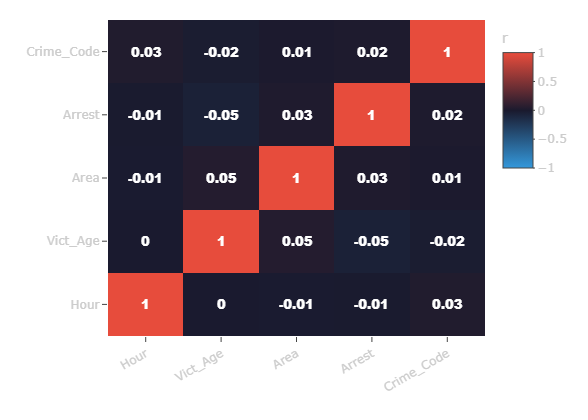 r
Crime_Code 0.03 -0.02 0.01 0.02 1
Arrest -0.01 -0.05 0.03 1 0.02
Area -0.01 0.05 1 0.03 0.01
Vict_Age 0 1 0.05 -0.05 -0.02
Hour 1 0 -0.01 -0.01 0.03
Hour Vict_Age Area Arrest Crime_Code
1
0.5
0
−0.5
−1